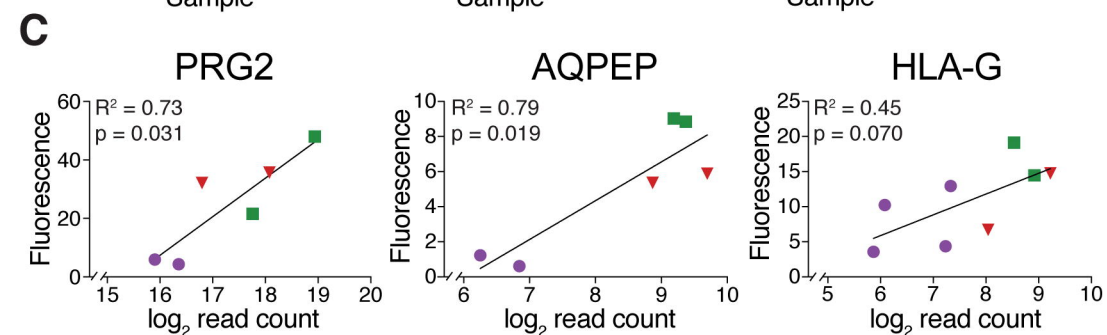 Sample Sample Sample
C
PRG2 AQPEP HLA-G
R² = 0.73
p = 0.031
Fluorescence
60
40
20
0
15 16 17 18 19 20
log₂ read count
R² = 0.79
p = 0.019
Fluorescence
10
8
6
4
2
0
6 7 8 9 10
log₂ read count
R² = 0.45
p = 0.070
Fluorescence
25
20
15
10
5
0
5 6 7 8 9 10
log₂ read count